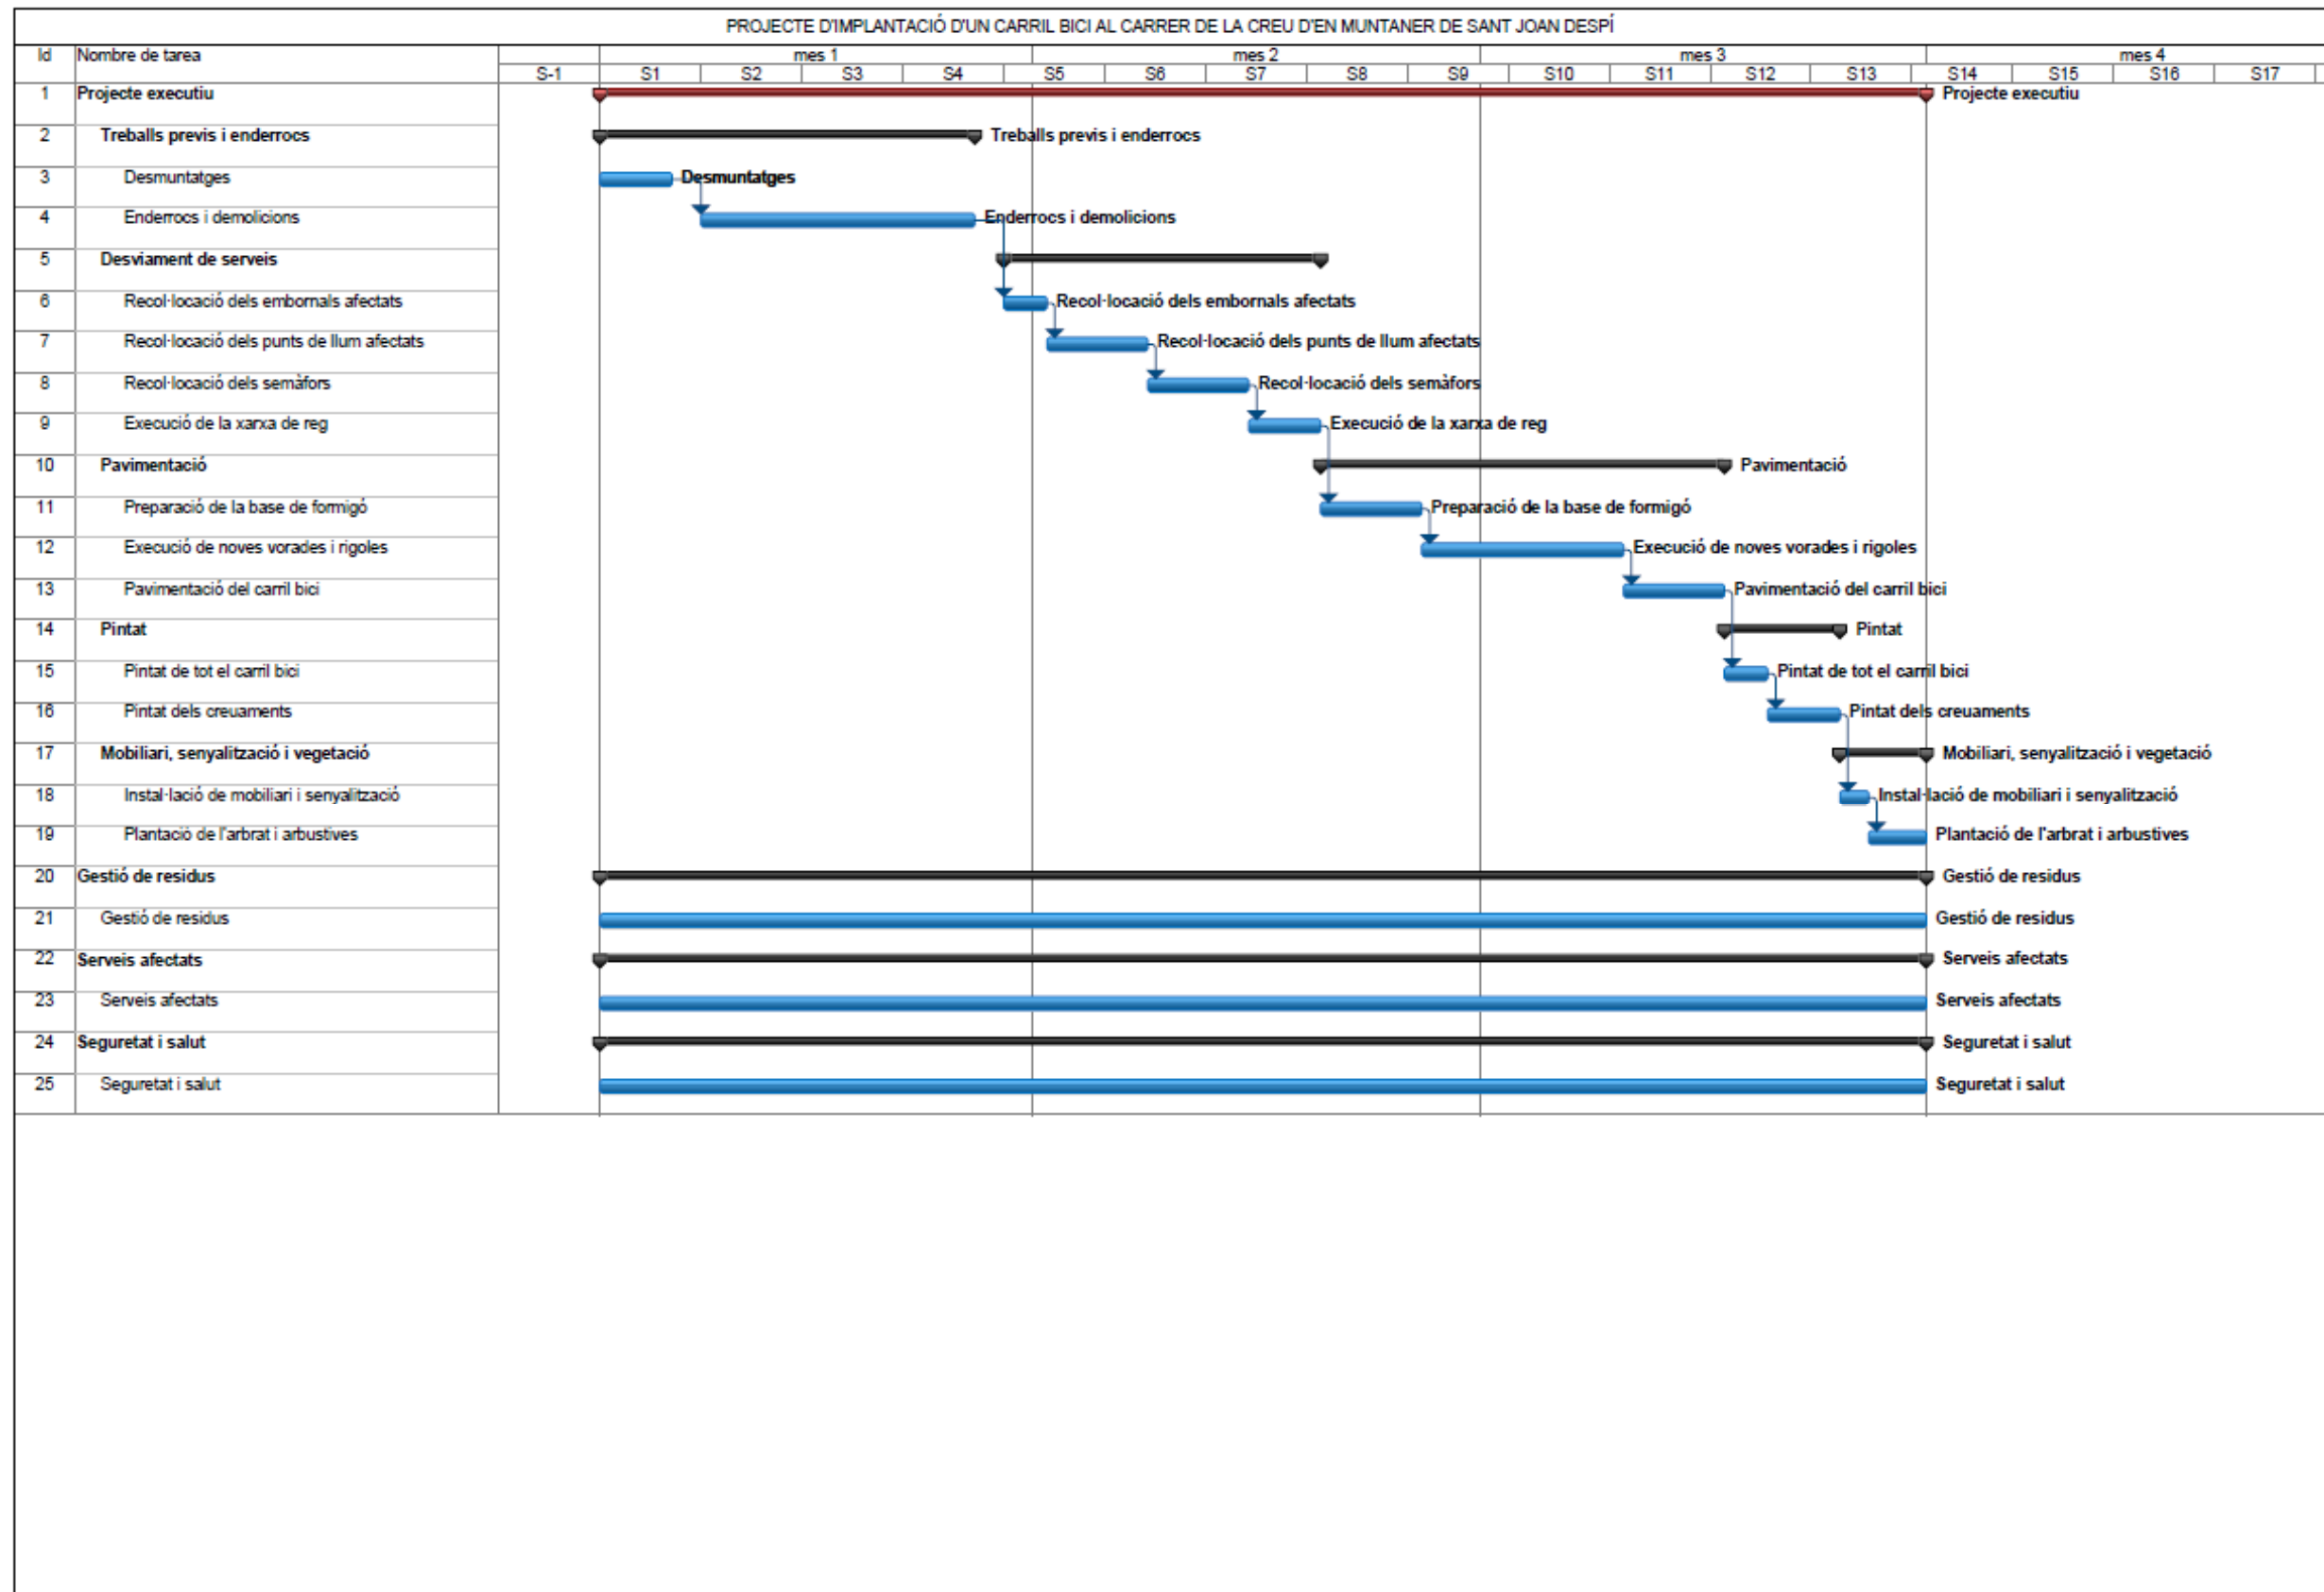 PROJECTE D'IMPLANTACIÓ D'UN CARRIL BICI AL CARRER DE LA CREU D'EN MUNTANER DE SANT JOAN DESPÍ
Id Nombre de tarea mes 1 mes 2 mes 3 mes 4
S-1 S1 S2 S3 S4 S5 S6 S7 S8 S9 S10 S11 S12 S13 S14 S15 S16 S17
1 Projecte executiu Projecte executiu
2 Treballs previs i enderrocs Treballs previs i enderrocs
3 Desmuntatges Desmuntatges
4 Enderrocs i demolicions Enderrocs i demolicions
5 Desviament de serveis
6 Recol·locació dels embornals afectats Recol·locació dels embornals afectats
7 Recol·locació dels punts de llum afectats Recol·locació dels punts de llum afectats
8 Recol·locació dels semàfors Recol·locació dels semàfors
9 Execució de la xarxa de reg Execució de la xarxa de reg
10 Pavimentació Pavimentació
11 Preparació de la base de formigó Preparació de la base de formigó
12 Execució de noves vorades i rigoles Execució de noves vorades i rigoles
13 Pavimentació del carril bici Pavimentació del carril bici
14 Pintat Pintat
15 Pintat de tot el carril bici Pintat de tot el carril bici
16 Pintat dels creuaments Pintat dels creuaments
17 Mobiliari, senyalització i vegetació Mobiliari, senyalització i vegetació
18 Instal·lació de mobiliari i senyalització Instal·lació de mobiliari i senyalització
19 Plantació de l'arbrat i arbustives Plantació de l'arbrat i arbustives
20 Gestió de residus Gestió de residus
21 Gestió de residus Gestió de residus
22 Serveis afectats Serveis afectats
23 Serveis afectats Serveis afectats
24 Seguretat i salut Seguretat i salut
25 Seguretat i salut Seguretat i salut